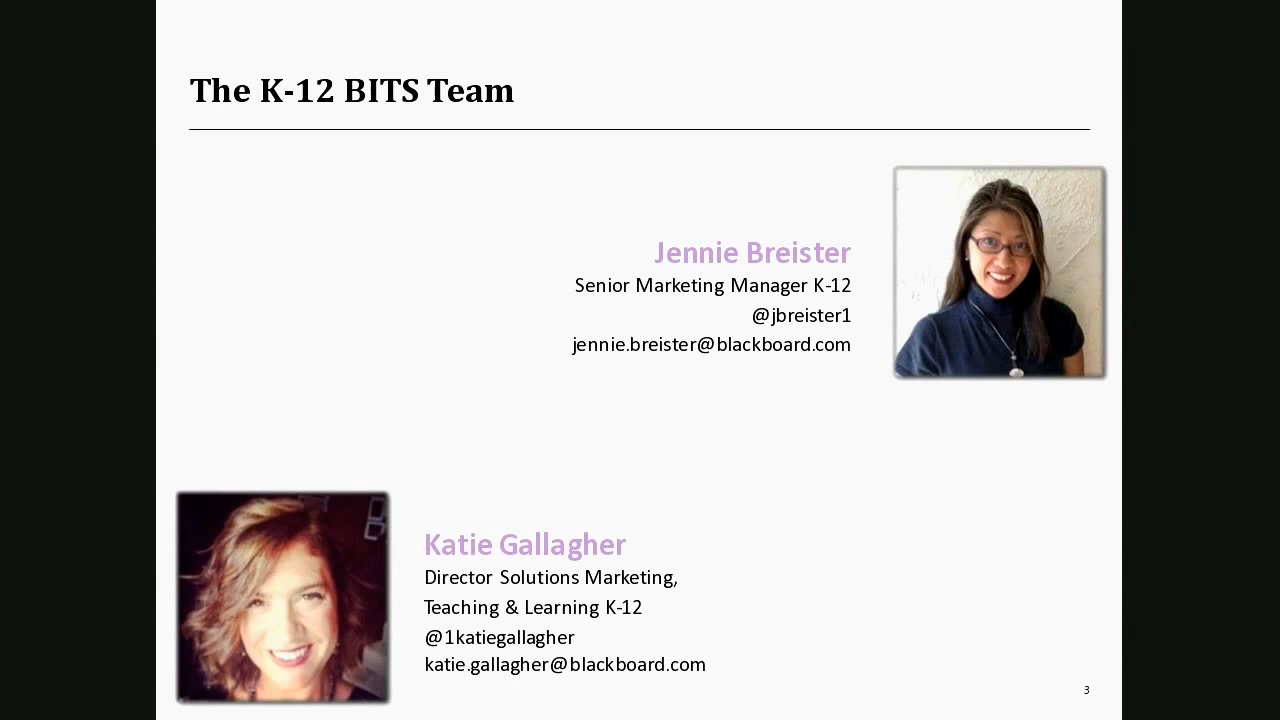 The K-12 BITS Team
Jennie Breister
Senior Marketing Manager K-12
@jbreister1
jennie.breister@blackboard.com
Katie Gallagher
Director Solutions Marketing,
Teaching & Learning K-12
@1katiegallagher
katie.gallagher@blackboard.com
3